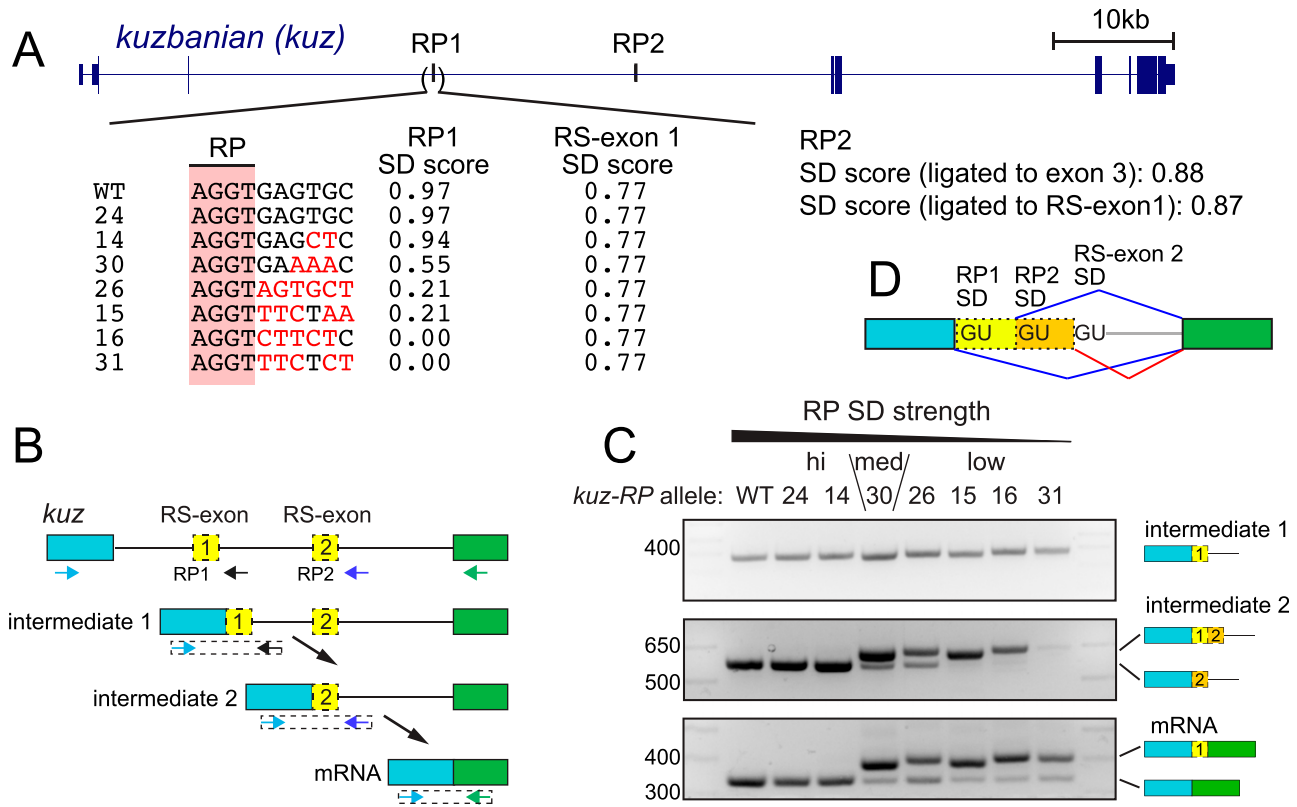 A
kuzbanian (kuz)
RP1
RP2
10kb
( )
RP
RP1 SD score
RS-exon 1 SD score
WT AGGTGAGTGC 0.97 0.77
24 AGGTGAGTGC 0.97 0.77
14 AGGTGAGCTC 0.94 0.77
30 AGGTGAAAAC 0.55 0.77
26 AGGTAGTGCT 0.21 0.77
15 AGGTTTCTAA 0.21 0.77
16 AGGTCTTCTC 0.00 0.77
31 AGGTTTCTCT 0.00 0.77
RP2
SD score (ligated to exon 3): 0.88
SD score (ligated to RS-exon1): 0.87
D
RP1 SD
RP2 SD
RS-exon 2 SD
GU GU GU
B
kuz
RS-exon RS-exon
1 2
RP1 RP2
intermediate 1
1 2
intermediate 2
2
mRNA
C
RP SD strength
hi med low
kuz-RP allele: WT 24 14 30 26 15 16 31
400
intermediate 1
1
intermediate 2
650
1 2
500
2
mRNA
400
1
300